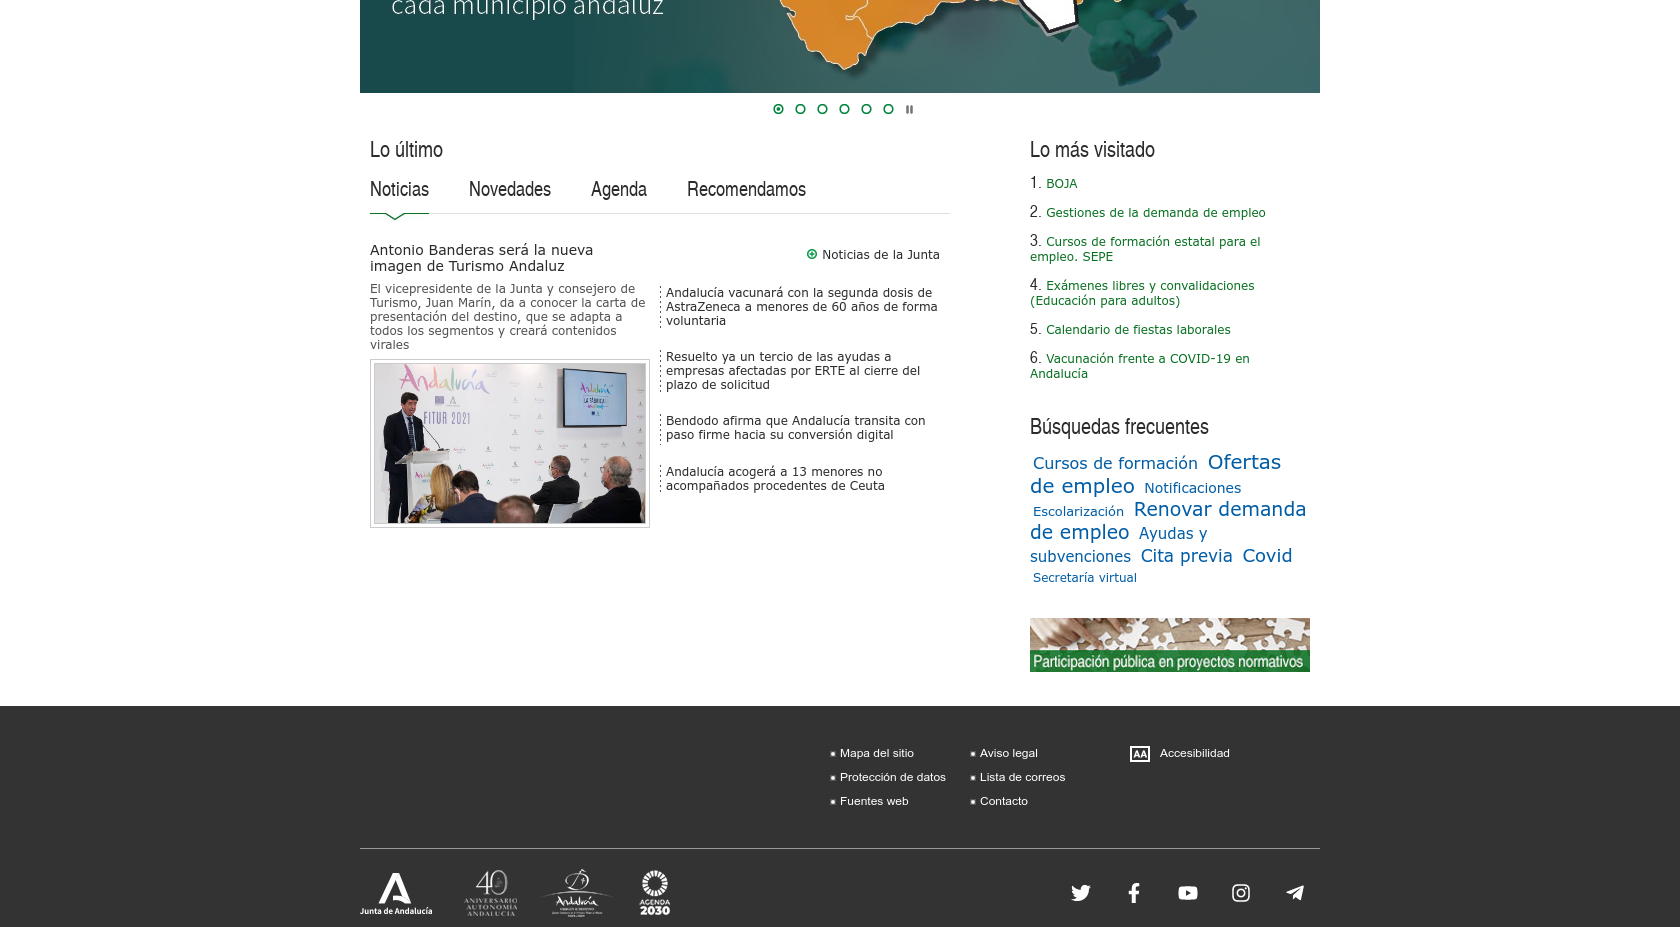 cada municipio andaluz
Lo último
Noticias Novedades Agenda Recomendamos
Antonio Banderas será la nueva
imagen de Turismo Andaluz
El vicepresidente de la Junta y consejero de
Turismo, Juan Marín, da a conocer la carta de
presentación del destino, que se adapta a
todos los segmentos y creará contenidos
virales
Andalucía
FITUR 2021
Andalucía
Noticias de la Junta
Andalucía vacunará con la segunda dosis de
AstraZeneca a menores de 60 años de forma
voluntaria
Resuelto ya un tercio de las ayudas a
empresas afectadas por ERTE al cierre del
plazo de solicitud
Bendodo afirma que Andalucía transita con
paso firme hacia su conversión digital
Andalucía acogerá a 13 menores no
acompañados procedentes de Ceuta
Lo más visitado
1. BOJA
2. Gestiones de la demanda de empleo
3. Cursos de formación estatal para el
empleo. SEPE
4. Exámenes libres y convalidaciones
(Educación para adultos)
5. Calendario de fiestas laborales
6. Vacunación frente a COVID-19 en
Andalucía
Búsquedas frecuentes
Cursos de formación Ofertas
de empleo Notificaciones
Escolarización Renovar demanda
de empleo Ayudas y
subvenciones Cita previa Covid
Secretaría virtual
Participación pública en proyectos normativos
Mapa del sitio Aviso legal AA Accesibilidad
Protección de datos Lista de correos
Fuentes web Contacto
Junta de Andalucía
40
ANIVERSARIO
AUTONOMÍA
ANDALUCÍA
Andalucía
AGENDA
2030